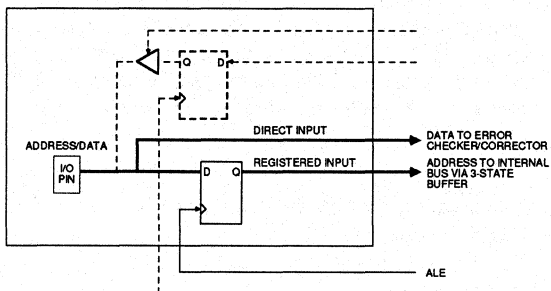 Q D
DIRECT INPUT
DATA TO ERROR
CHECKER/CORRECTOR
ADDRESS/DATA
I/O
PIN
D Q
REGISTERED INPUT
ADDRESS TO INTERNAL
BUS VIA 3-STATE
BUFFER
ALE